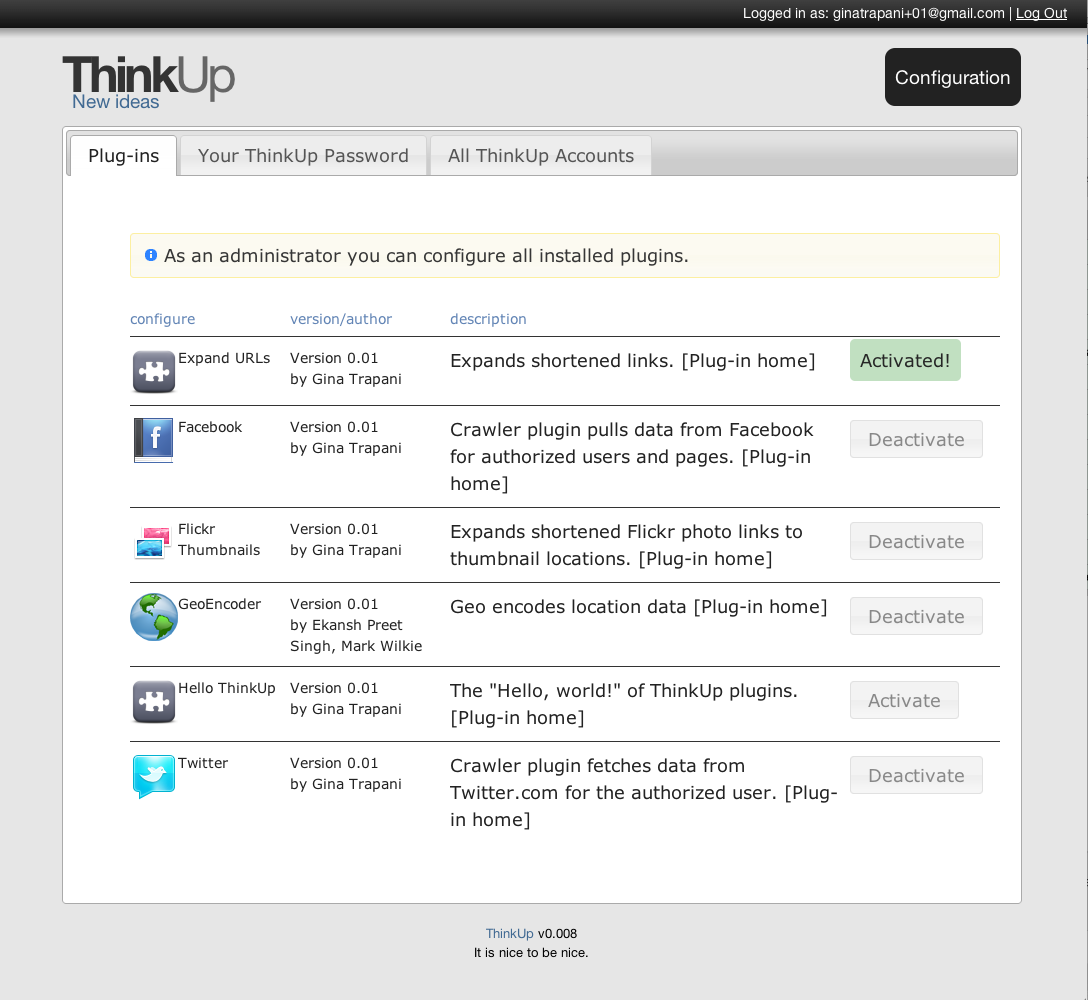 Logged in as: ginatrapani+01@gmail.com | Log Out
ThinkUp
New ideas
Configuration
Plug-ins
Your ThinkUp Password
All ThinkUp Accounts
As an administrator you can configure all installed plugins.
configure
version/author
description
Expand URLs
Version 0.01
by Gina Trapani
Expands shortened links. [Plug-in home]
Activated!
Facebook
Version 0.01
by Gina Trapani
Crawler plugin pulls data from Facebook
for authorized users and pages. [Plug-in
home]
Deactivate
Flickr
Thumbnails
Version 0.01
by Gina Trapani
Expands shortened Flickr photo links to
thumbnail locations. [Plug-in home]
Deactivate
GeoEncoder
Version 0.01
by Ekansh Preet
Singh, Mark Wilkie
Geo encodes location data [Plug-in home]
Deactivate
Hello ThinkUp
Version 0.01
by Gina Trapani
The "Hello, world!" of ThinkUp plugins.
[Plug-in home]
Activate
Twitter
Version 0.01
by Gina Trapani
Crawler plugin fetches data from
Twitter.com for the authorized user. [Plug-
in home]
Deactivate
ThinkUp v0.008
It is nice to be nice.